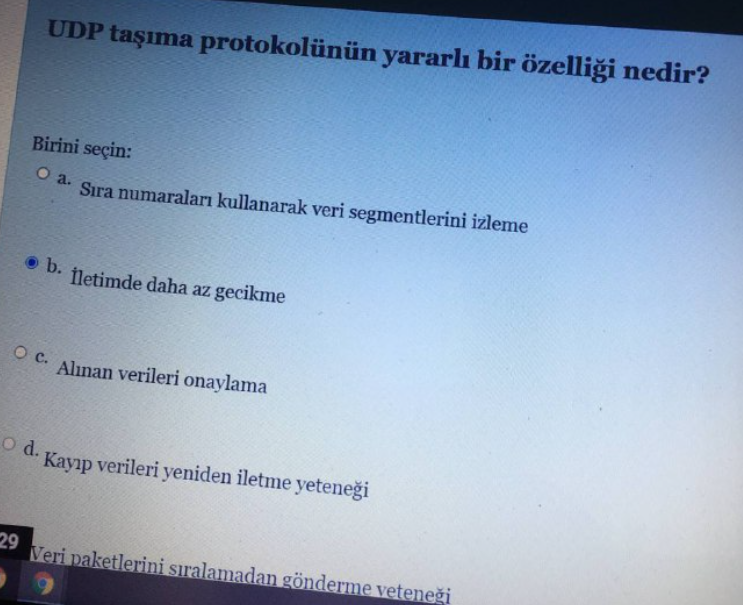 UDP taşıma protokolünün yararlı bir özelliği nedir?
Birini seçin:
a. Sıra numaraları kullanarak veri segmentlerini izleme
b. İletimde daha az gecikme
c. Alınan verileri onaylama
d. Kayıp verileri yeniden iletme yeteneği
29
Veri paketlerini sıralamadan gönderme yeteneği